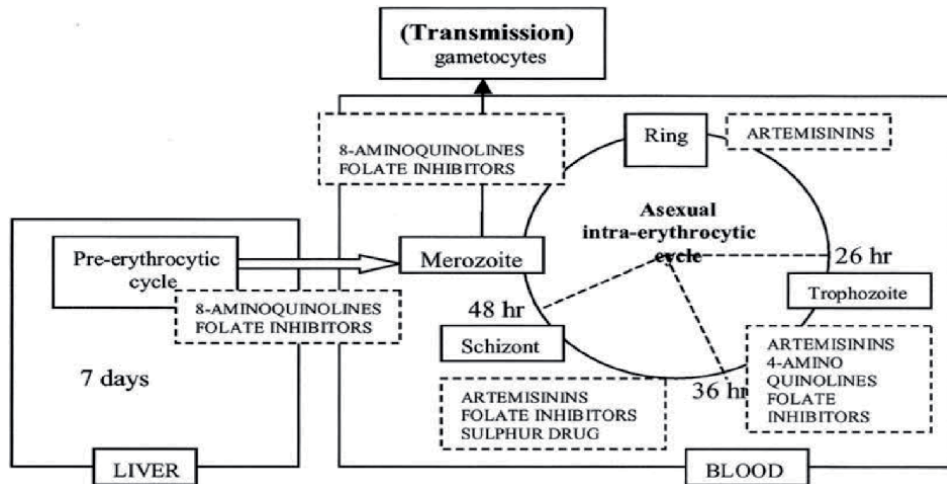 (Transmission)
gametocytes
8-AMINOQUINOLINES
FOLATE INHIBITORS
Ring
ARTEMISININS
Asexual
intra-erythrocytic
cycle
26 hr
Pre-erythrocytic
cycle
8-AMINOQUINOLINES
FOLATE INHIBITORS
Merozoite
Trophozoite
48 hr
Schizont
ARTEMISININS
4-AMINO
QUINOLINES
FOLATE
INHIBITORS
7 days
36 hr
ARTEMISININS
FOLATE INHIBITORS
SULPHUR DRUG
LIVER
BLOOD